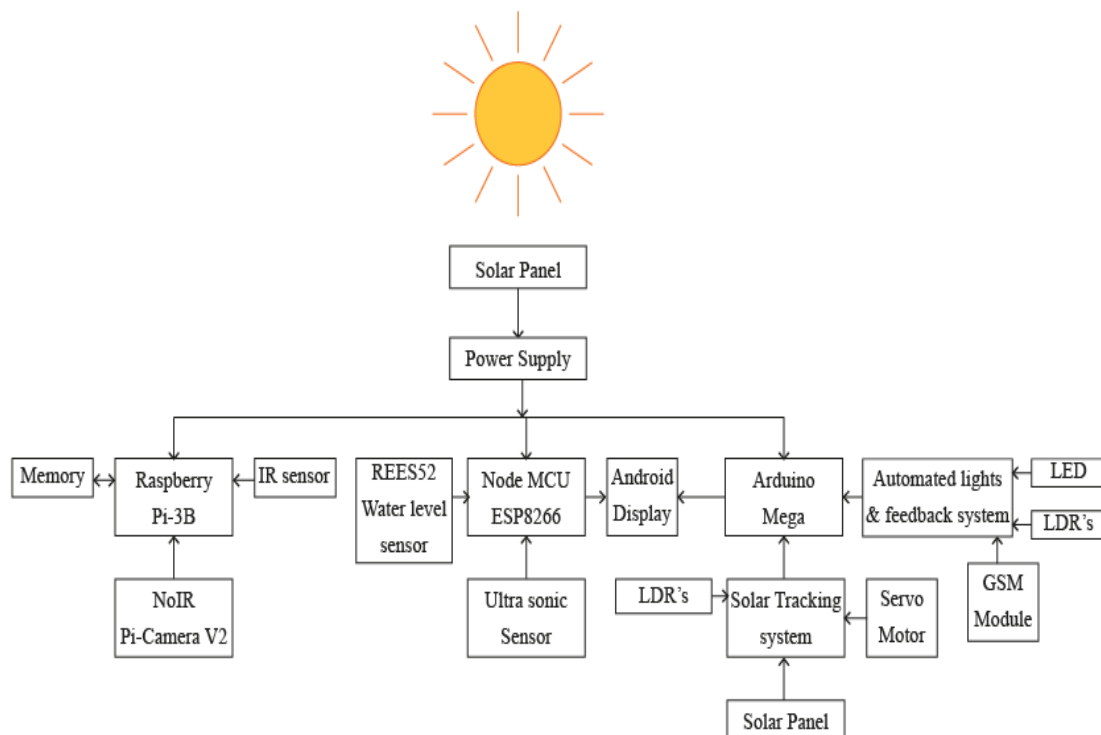 Solar Panel
Power Supply
Memory
Raspberry
Pi-3B
IR sensor
REES52
Water level
sensor
Node MCU
ESP8266
Android
Display
Arduino
Mega
Automated lights
& feedback system
LED
LDR's
NoIR
Pi-Camera V2
Ultra sonic
Sensor
LDR's
Solar Tracking
system
Servo
Motor
GSM
Module
Solar Panel